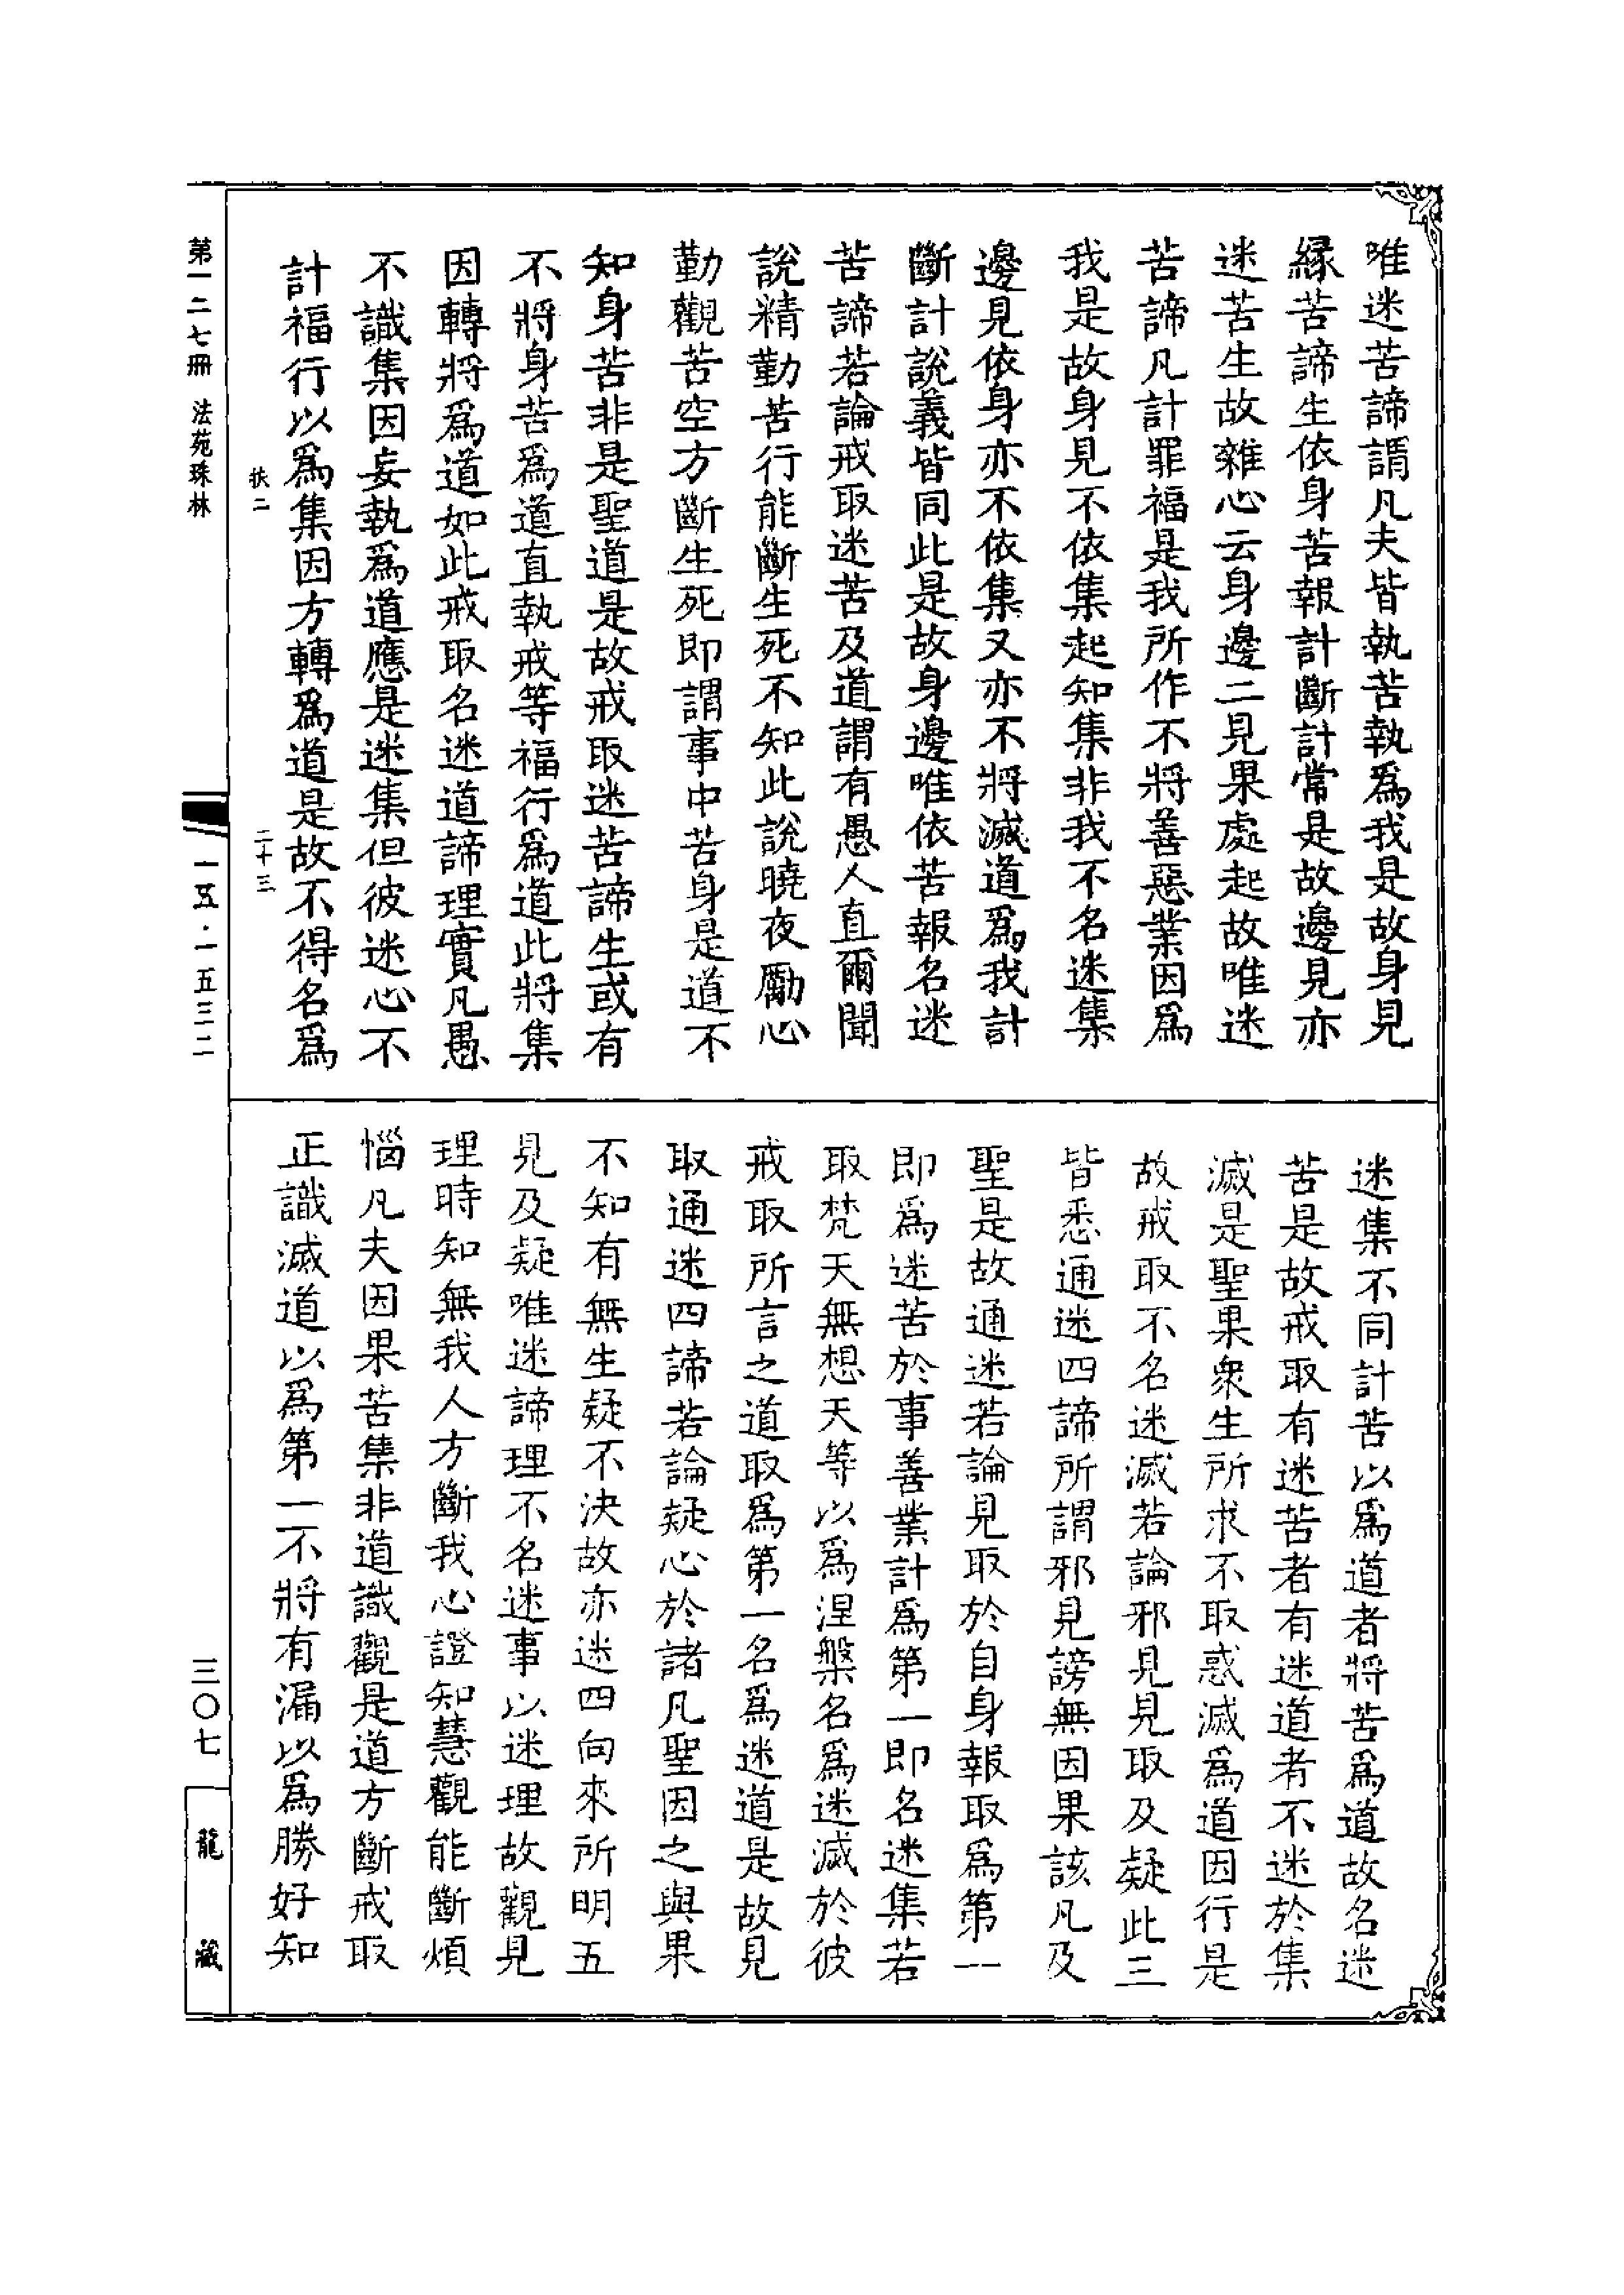 唯迷苦諦謂凡夫皆執苦執爲我是故身見
緣苦諦生依身苦報計斷計常是故邊見亦
迷苦生故雜心云身邊二見果處起故唯迷
苦諦凡計罪福是我所作不將善惡業因爲
我是故身見不依集起知集非我不名迷集
邊見依身亦不依集又亦不將滅道爲我計
斷計說義皆同此是故身邊唯依苦報名迷
苦諦若論戒取迷苦及道謂有愚人直爾聞
說精勤苦行能斷生死不知此說曉夜勵心
勤觀苦空方斷生死即謂事中苦身是道不
知身苦非是聖道是故戒取迷苦諦生或有
不將身苦爲道直執戒等福行爲道此將集
因轉將爲道如此戒取名迷道諦理實凡愚
不識集因妄執爲道應是迷集但彼迷心不
計福行以爲集因方轉爲道是故不得名爲
迷集不同計苦以爲道者將苦爲道故名迷
苦是故戒取有迷苦者有迷道者不迷於集
滅是聖果衆生所求不取惑滅爲道因行是
故戒取不名迷滅若論邪見見取及疑此三
皆悉通迷四諦所謂邪見謗無因果該凡及
聖是故通迷若論見取於自身報取爲第一
即爲迷苦於事善業計爲第一即名迷集若
取梵天無想天等以爲涅槃名爲迷滅於彼
戒取所言之道取爲第一名爲迷道是故見
取通迷四諦若論疑心於諸凡聖因之與果
不知有無生疑不決故亦迷四向來所明五
見及疑唯迷諦理不名迷事以迷理故觀見
理時知無我人方斷我心證知慧觀能斷煩
惱凡夫因果苦集非道識觀是道方斷戒取
正識滅道以爲第一不將有漏以爲勝好知
扶二
二十三
第一二七冊 法苑珠林
一五·一五三二
三〇七
龍藏